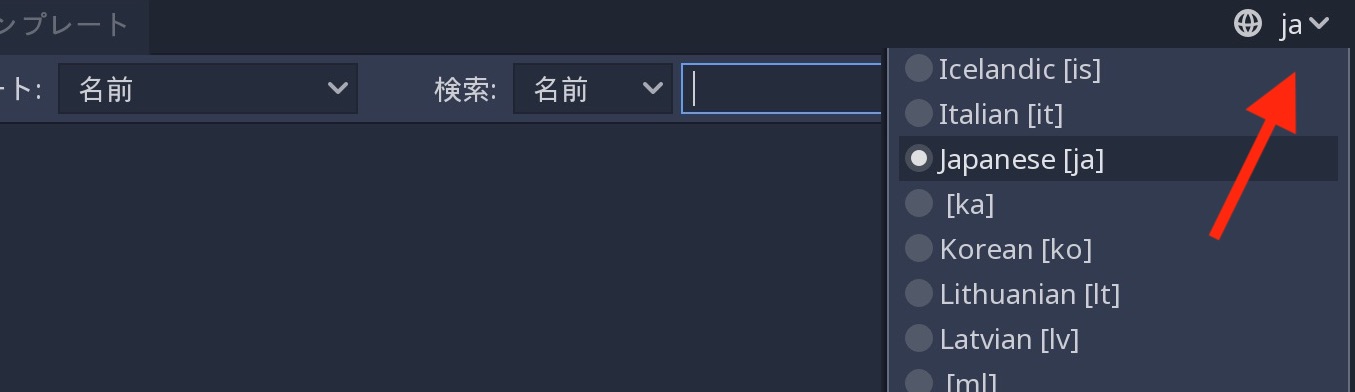 ンプレート
ja
ート: 名前
検索: 名前
Icelandic [is]
Italian [it]
Japanese [ja]
[ka]
Korean [ko]
Lithuanian [lt]
Latvian [lv]
[ml]